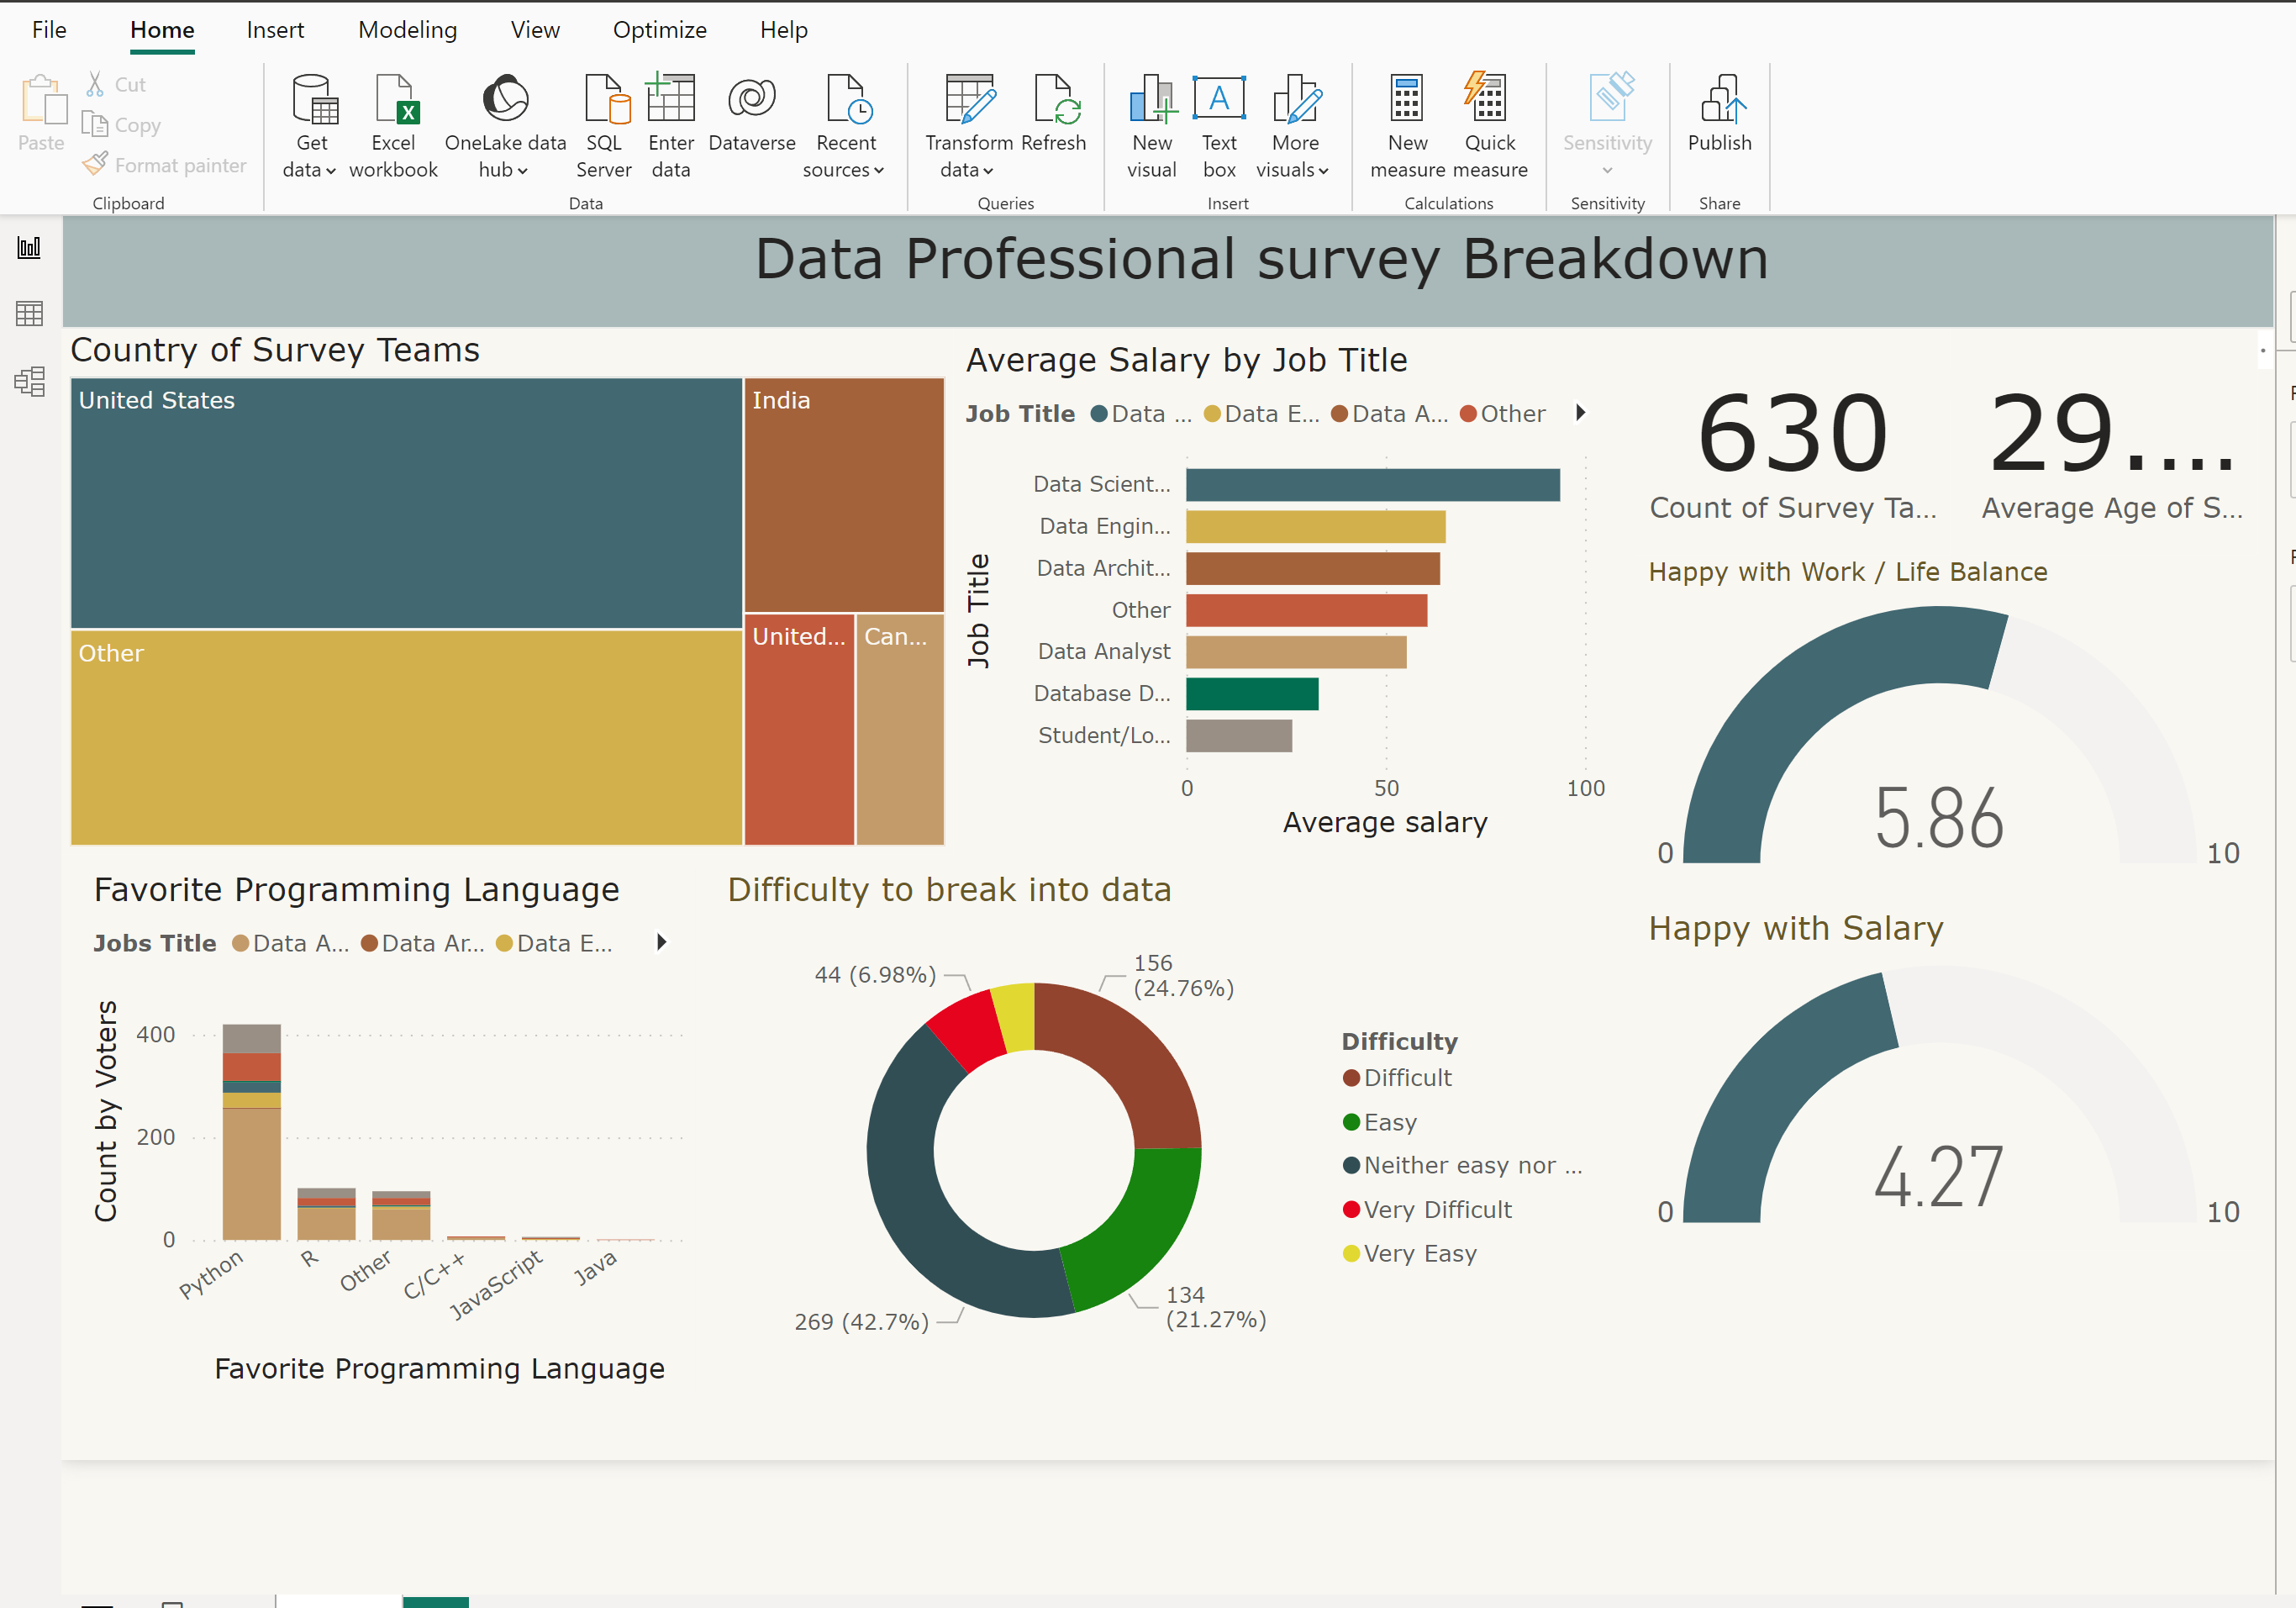 File Home Insert Modeling View Optimize Help
Paste
Cut
Copy
Format painter
Clipboard
Get data
Excel workbook
OneLake data hub
SQL Server
Enter data
Dataverse
Recent sources
Data
Transform data
Refresh
Queries
New visual
Text box
More visuals
Insert
New measure
Quick measure
Calculations
Sensitivity
Sensitivity
Publish
Share
Data Professional survey Breakdown
Country of Survey Teams
United States
India
Other
United...
Can...
Average Salary by Job Title
Job Title Data ... Data E... Data A... Other
Job Title
Data Scient...
Data Engin...
Data Archit...
Other
Data Analyst
Database D...
Student/Lo...
0 50 100
Average salary
630
Count of Survey Ta...
29....
Average Age of S...
Happy with Work / Life Balance
5.86
0 10
Favorite Programming Language
Jobs Title Data A... Data Ar... Data E...
Count by Voters
400
200
0
Python R Other C/C++ JavaScript Java
Favorite Programming Language
Difficulty to break into data
44 (6.98%)
156
(24.76%)
269 (42.7%)
134
(21.27%)
Difficulty
Difficult
Easy
Neither easy nor ...
Very Difficult
Very Easy
Happy with Salary
4.27
0 10